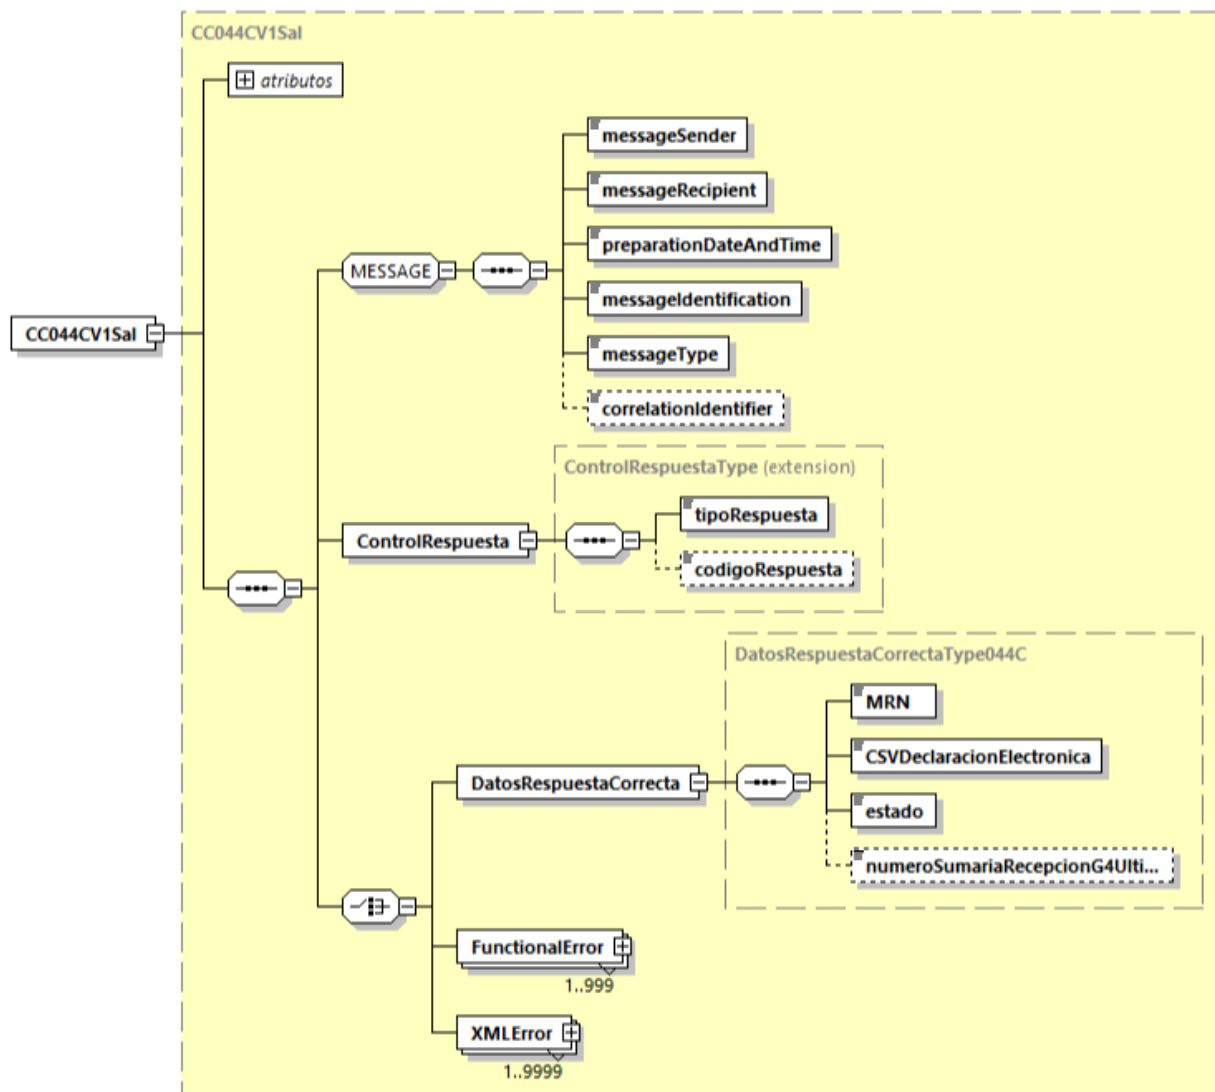 CC044CV1Sal
atributos
messageSender
messageRecipient
preparationDateAndTime
MESSAGE
messageIdentification
CC044CV1Sal
messageType
correlationIdentifier
ControlRespuestaType (extension)
tipoRespuesta
ControlRespuesta
codigoRespuesta
DatosRespuestaCorrectaType044C
MRN
CSVDeclaracionElectronica
DatosRespuestaCorrecta
estado
numeroSumariaRecepcionG4Ulti...
FunctionalError
1..999
XMLError
1..9999